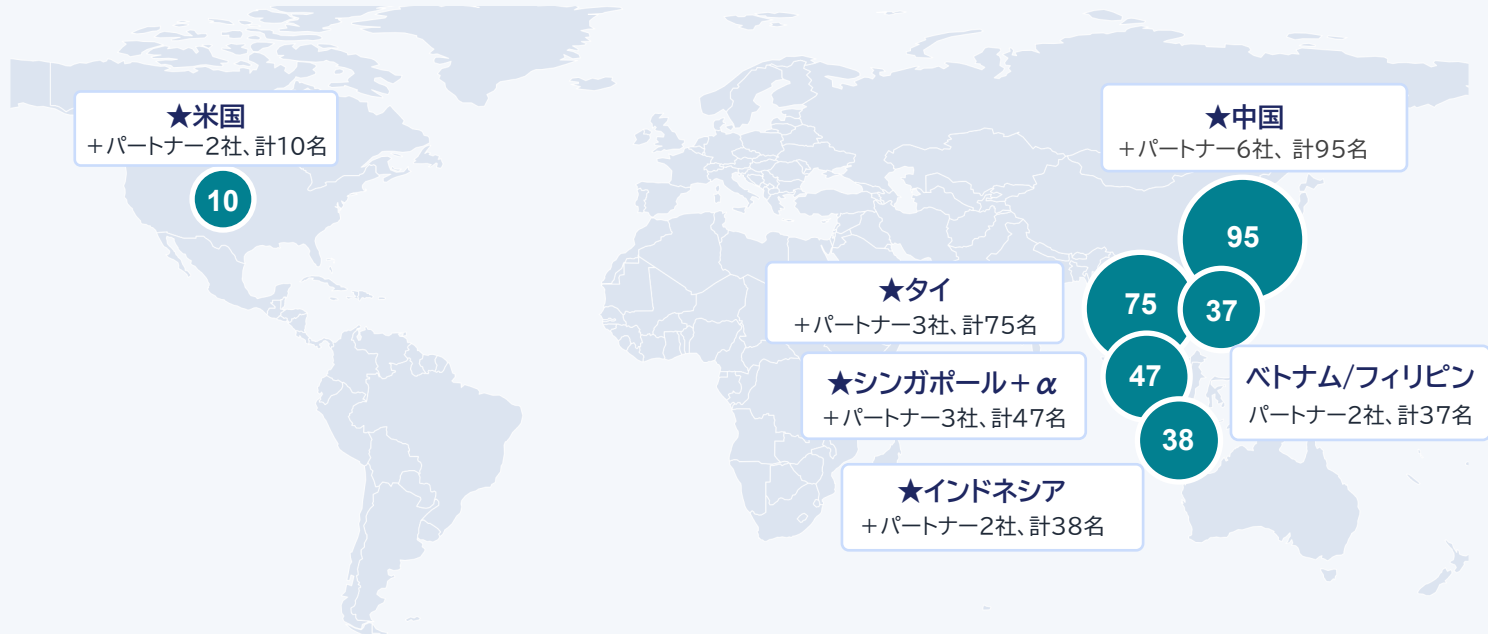 ★米国
＋パートナー2社、計10名
10
★中国
＋パートナー6社、計95名
95
★タイ
＋パートナー3社、計75名
75
37
★シンガポール＋α
＋パートナー3社、計47名
47
ベトナム/フィリピン
パートナー2社、計37名
38
★インドネシア
＋パートナー2社、計38名